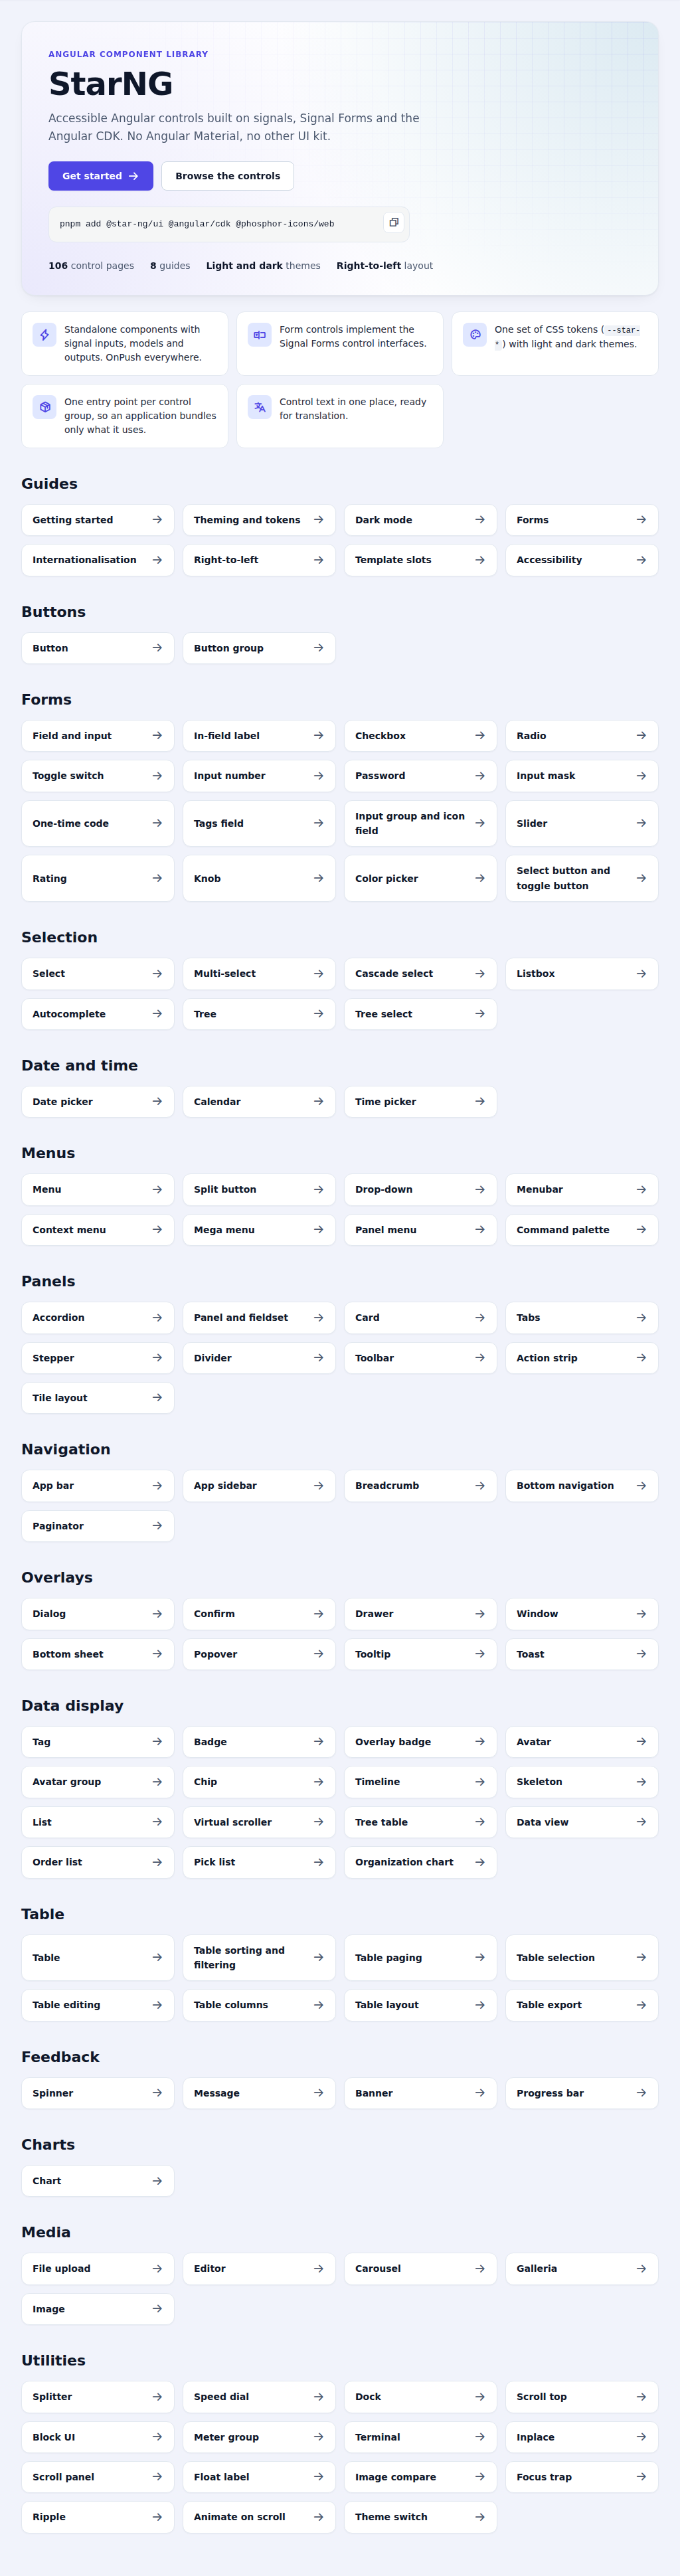 ANGULAR COMPONENT LIBRARY
StarNG
Accessible Angular controls built on signals, Signal Forms and the
Angular CDK. No Angular Material, no other UI kit.
Get started
Browse the controls
pnpm add @star-ng/ui @angular/cdk @phosphor-icons/web
106 control pages 8 guides Light and dark themes Right-to-left layout
Standalone components with
signal inputs, models and
outputs. OnPush everywhere.
Form controls implement the
Signal Forms control interfaces.
One set of CSS tokens (--star-
*) with light and dark themes.
One entry point per control
group, so an application bundles
only what it uses.
Control text in one place, ready
for translation.
Guides
Getting started
Theming and tokens
Dark mode
Forms
Internationalisation
Right-to-left
Template slots
Accessibility
Buttons
Button
Button group
Forms
Field and input
In-field label
Checkbox
Radio
Toggle switch
Input number
Password
Input mask
One-time code
Tags field
Input group and icon
field
Slider
Rating
Knob
Color picker
Select button and
toggle button
Selection
Select
Multi-select
Cascade select
Listbox
Autocomplete
Tree
Tree select
Date and time
Date picker
Calendar
Time picker
Menus
Menu
Split button
Drop-down
Menubar
Context menu
Mega menu
Panel menu
Command palette
Panels
Accordion
Panel and fieldset
Card
Tabs
Stepper
Divider
Toolbar
Action strip
Tile layout
Navigation
App bar
App sidebar
Breadcrumb
Bottom navigation
Paginator
Overlays
Dialog
Confirm
Drawer
Window
Bottom sheet
Popover
Tooltip
Toast
Data display
Tag
Badge
Overlay badge
Avatar
Avatar group
Chip
Timeline
Skeleton
List
Virtual scroller
Tree table
Data view
Order list
Pick list
Organization chart
Table
Table
Table sorting and
filtering
Table paging
Table selection
Table editing
Table columns
Table layout
Table export
Feedback
Spinner
Message
Banner
Progress bar
Charts
Chart
Media
File upload
Editor
Carousel
Galleria
Image
Utilities
Splitter
Speed dial
Dock
Scroll top
Block UI
Meter group
Terminal
Inplace
Scroll panel
Float label
Image compare
Focus trap
Ripple
Animate on scroll
Theme switch